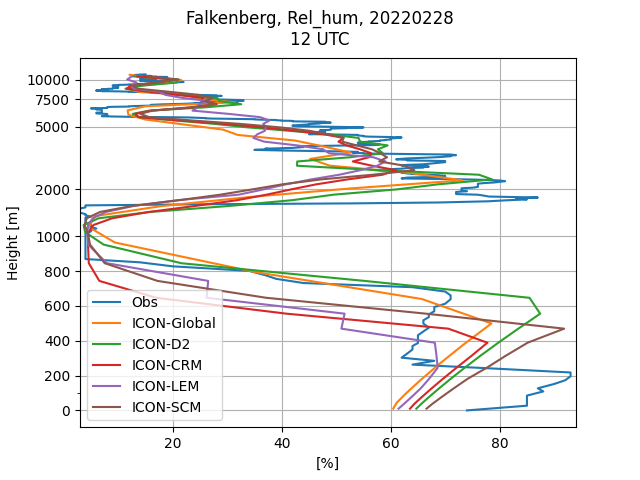 Falkenberg, Rel_hum, 20220228
12 UTC
10000
7500
5000
2000
1000
800
600
400
200
0
Height [m]
Obs
ICON-Global
ICON-D2
ICON-CRM
ICON-LEM
ICON-SCM
20 40 60 80
[%]